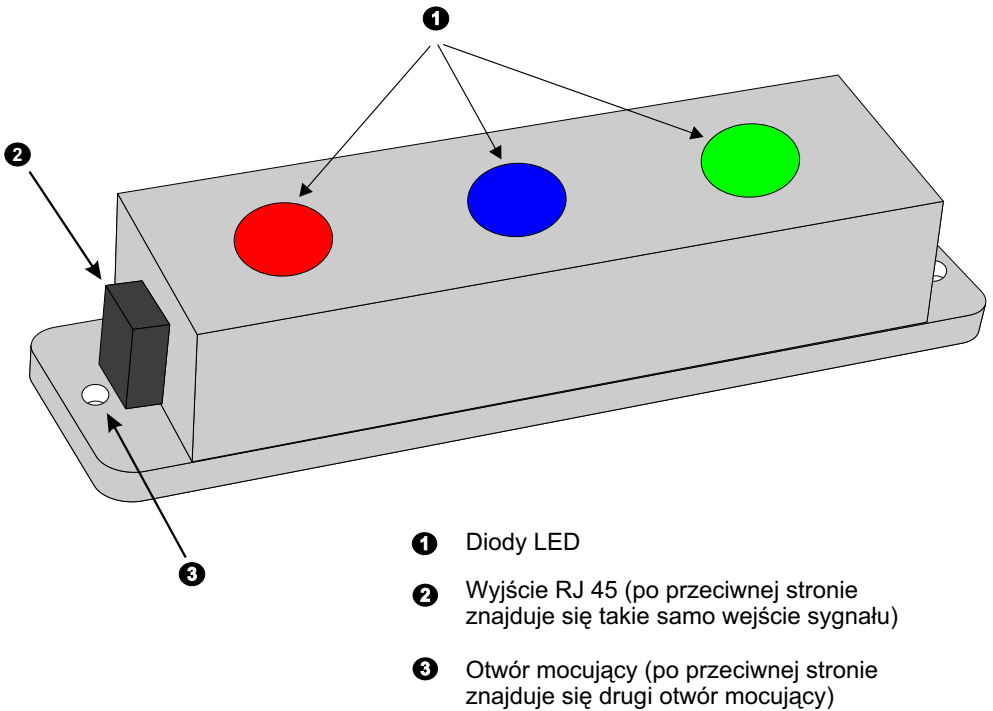 1
2
3
1 Diody LED
2 Wyjście RJ 45 (po przeciwnej stronie
znajduje się takie samo wejście sygnału)
3 Otwór mocujący (po przeciwnej stronie
znajduje się drugi otwór mocujący)